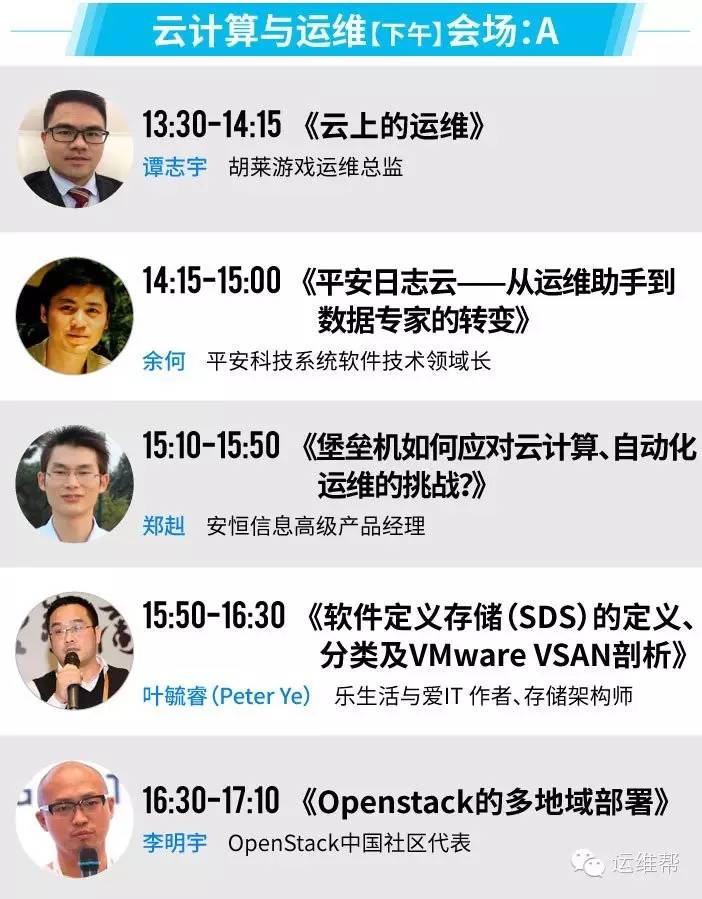 云计算与运维【下午】会场：A
13:30-14:15 《云上的运维》
谭志宇 胡莱游戏运维总监
14:15-15:00 《平安日志云——从运维助手到
数据专家的转变》
余何 平安科技系统软件技术领域长
15:10-15:50 《堡垒机如何应对云计算、自动化
运维的挑战?》
郑赳 安恒信息高级产品经理
15:50-16:30 《软件定义存储（SDS）的定义、
分类及VMware VSAN剖析》
叶毓睿（Peter Ye） 乐生活与爱IT 作者、存储架构师
16:30-17:10 《Openstack的多地域部署》
李明宇 OpenStack中国社区代表
运维帮